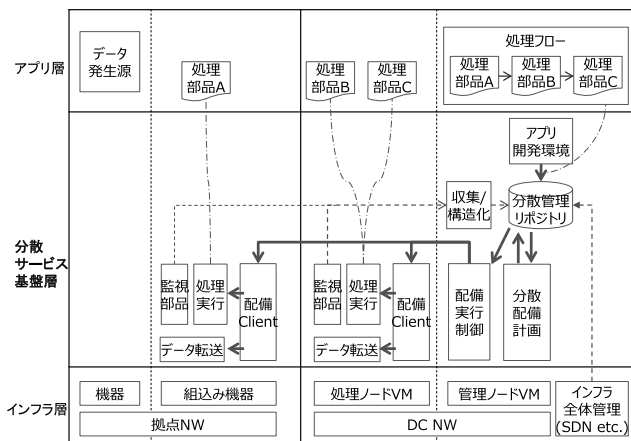 アプリ層
データ
発生源
処理
部品A
処理
部品B
処理
部品C
処理フロー
処理
部品A
処理
部品B
処理
部品C
アプリ
開発環境
収集/
構造化
分散管理
リポジトリ
分散
サービス
基盤層
監視
部品
処理
実行
配備
Client
データ転送
監視
部品
処理
実行
配備
Client
データ転送
配備
実行
制御
分散
配備
計画
インフラ層
機器
組込み機器
処理ノードVM
管理ノードVM
インフラ
全体管理
(SDN etc.)
拠点NW
DC NW